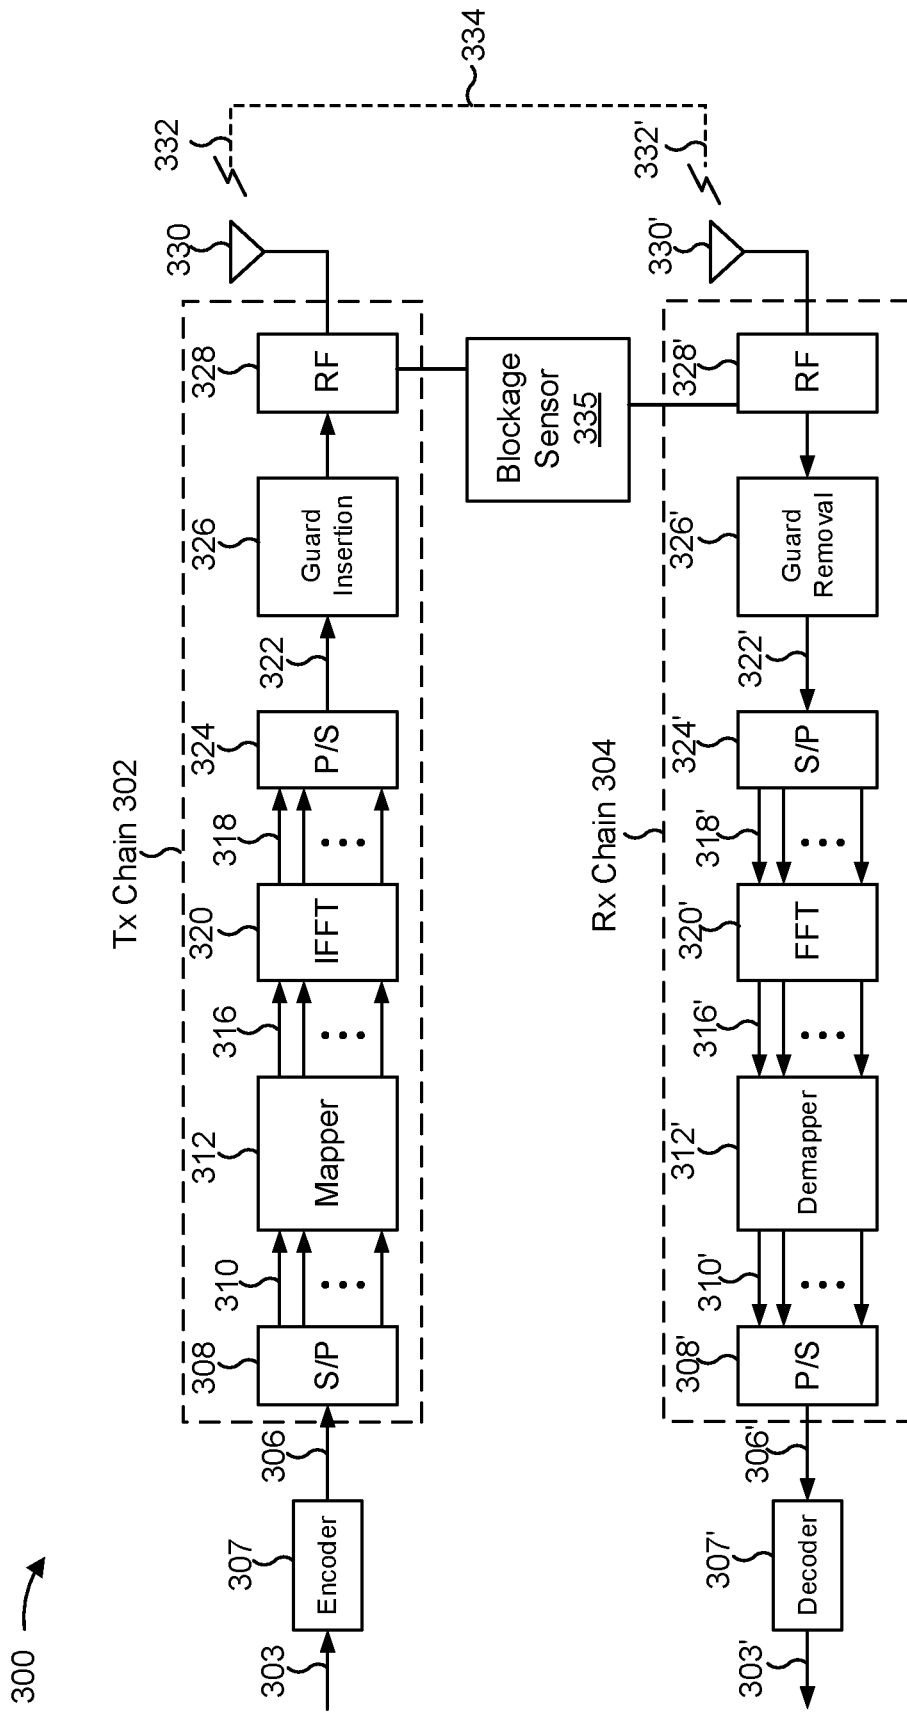 300
Tx Chain 302
303
307
Encoder
306
308
S/P
310
...
312
Mapper
316
...
320
IFFT
318
...
324
P/S
322
326
Guard
Insertion
328
RF
330
332
334
Blockage
Sensor
335
Rx Chain 304
303'
307'
Decoder
306'
308'
P/S
310'
...
312'
Demapper
316'
...
320'
FFT
318'
...
324'
S/P
322'
326'
Guard
Removal
328'
RF
330'
332'